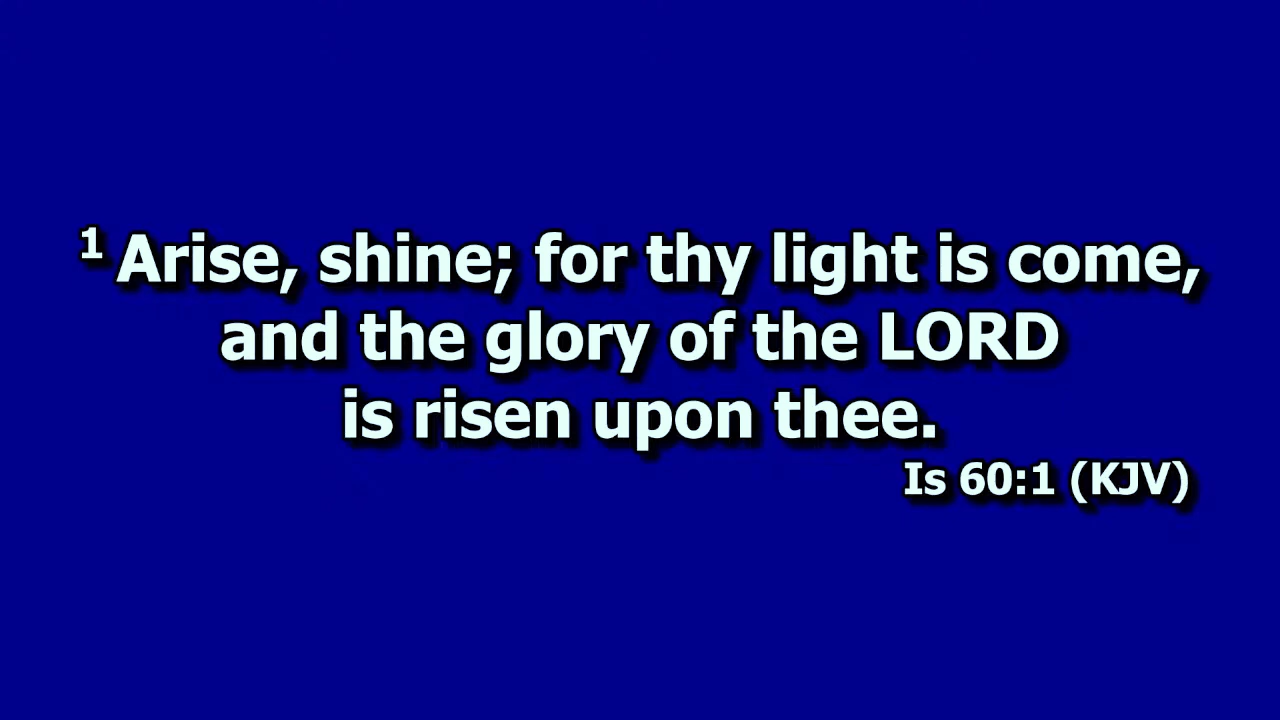 1 Arise, shine; for thy light is come,
and the glory of the LORD
is risen upon thee.
Is 60:1 (KJV)